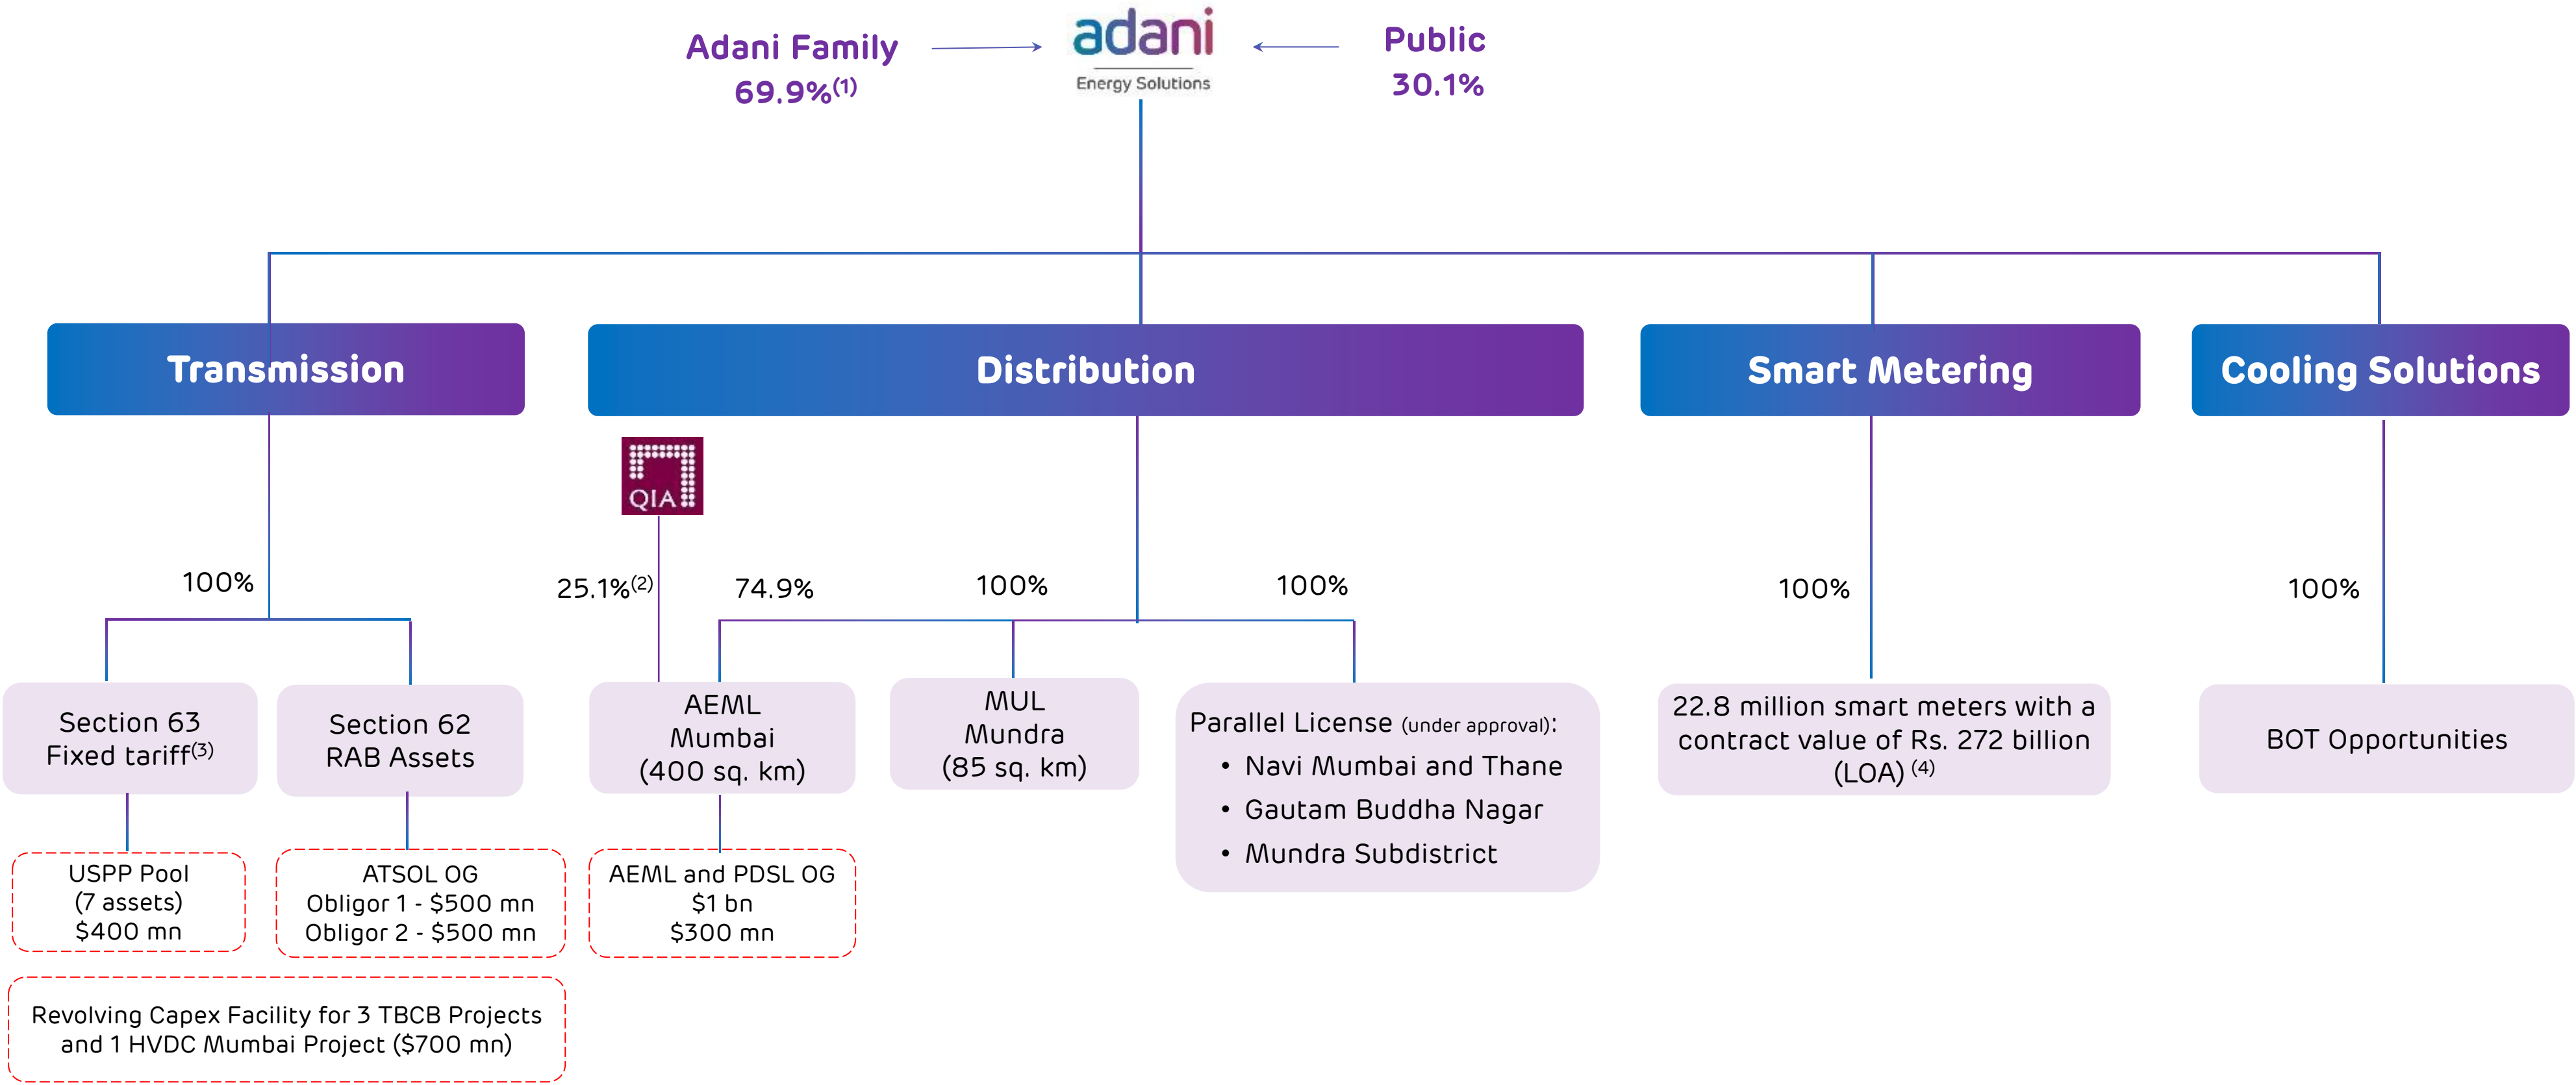 Adani Family
69.9%(1)
adani
Energy Solutions
Public
30.1%
Transmission
Distribution
Smart Metering
Cooling Solutions
QIA
100%
25.1%(2)
74.9%
100%
100%
100%
100%
Section 63
Fixed tariff(3)
Section 62
RAB Assets
AEML
Mumbai
(400 sq. km)
MUL
Mundra
(85 sq. km)
Parallel License (under approval):
• Navi Mumbai and Thane
• Gautam Buddha Nagar
• Mundra Subdistrict
22.8 million smart meters with a
contract value of Rs. 272 billion
(LOA) (4)
BOT Opportunities
USPP Pool
(7 assets)
$400 mn
ATSOL OG
Obligor 1 - $500 mn
Obligor 2 - $500 mn
AEML and PDSL OG
$1 bn
$300 mn
Revolving Capex Facility for 3 TBCB Projects
and 1 HVDC Mumbai Project ($700 mn)